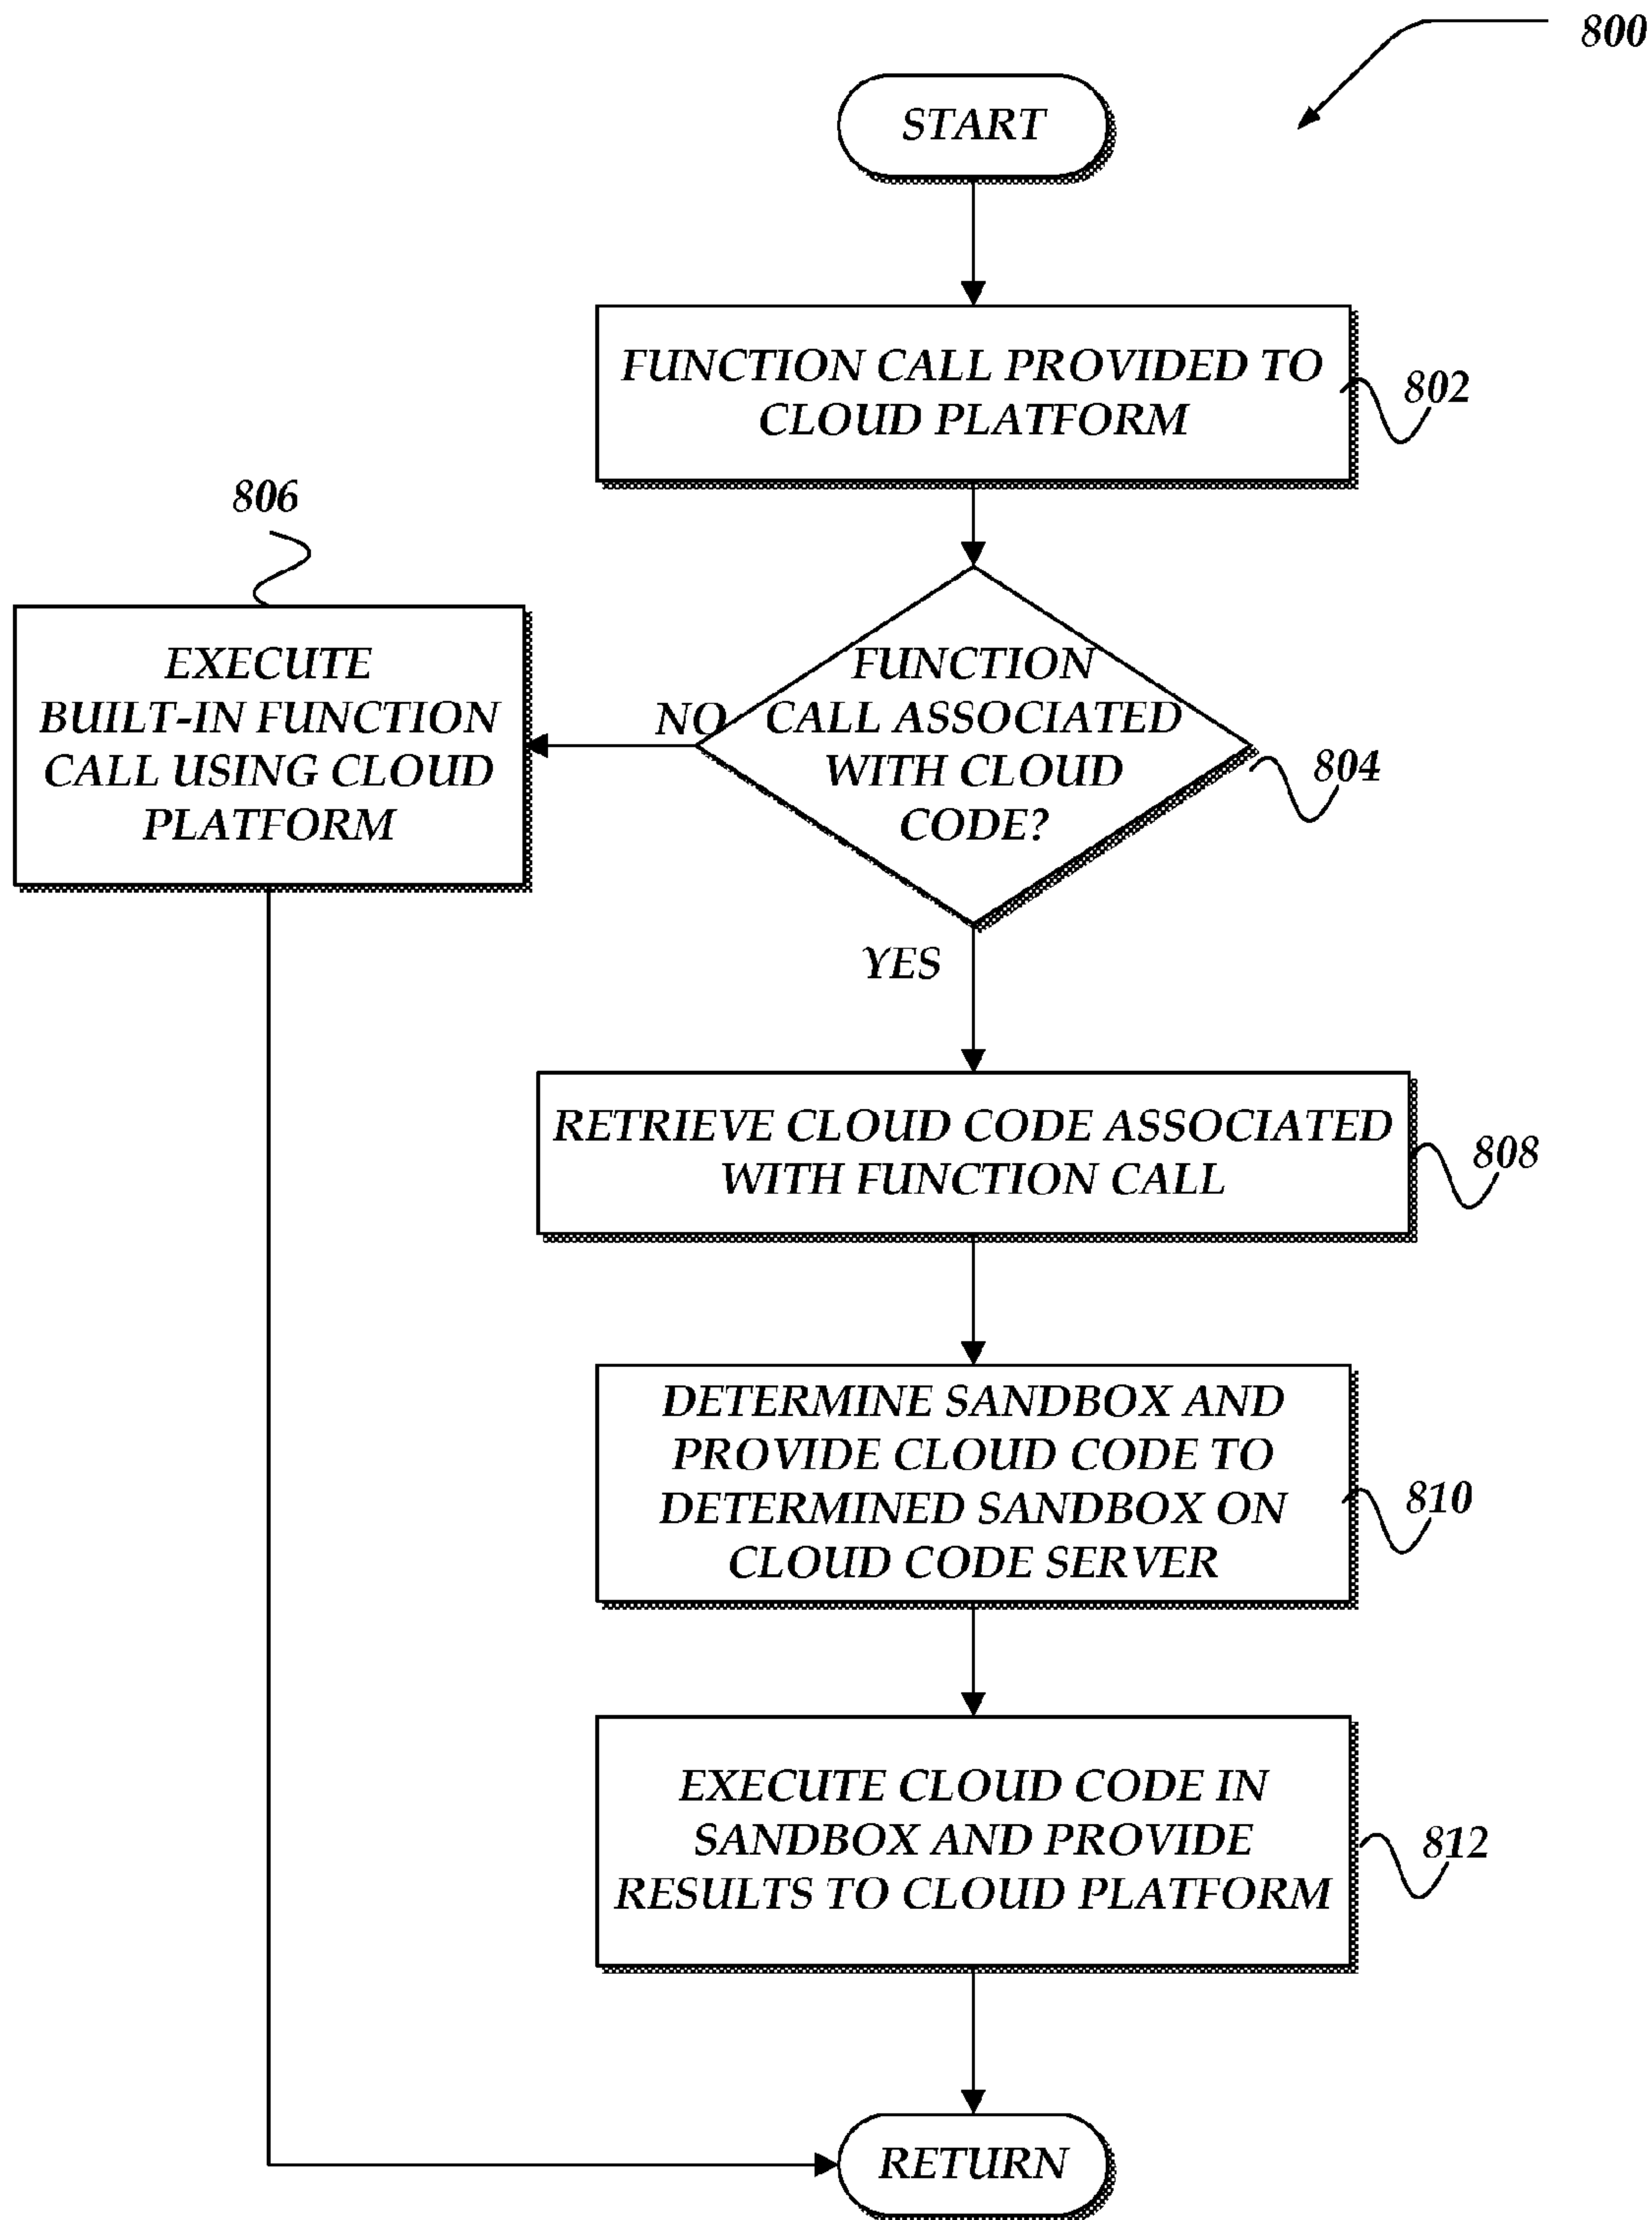 800
START
FUNCTION CALL PROVIDED TO
CLOUD PLATFORM
802
806
EXECUTE
BUILT-IN FUNCTION
CALL USING CLOUD
PLATFORM
NO
FUNCTION
CALL ASSOCIATED
WITH CLOUD
CODE?
804
YES
RETRIEVE CLOUD CODE ASSOCIATED
WITH FUNCTION CALL
808
DETERMINE SANDBOX AND
PROVIDE CLOUD CODE TO
DETERMINED SANDBOX ON
CLOUD CODE SERVER
810
EXECUTE CLOUD CODE IN
SANDBOX AND PROVIDE
RESULTS TO CLOUD PLATFORM
812
RETURN